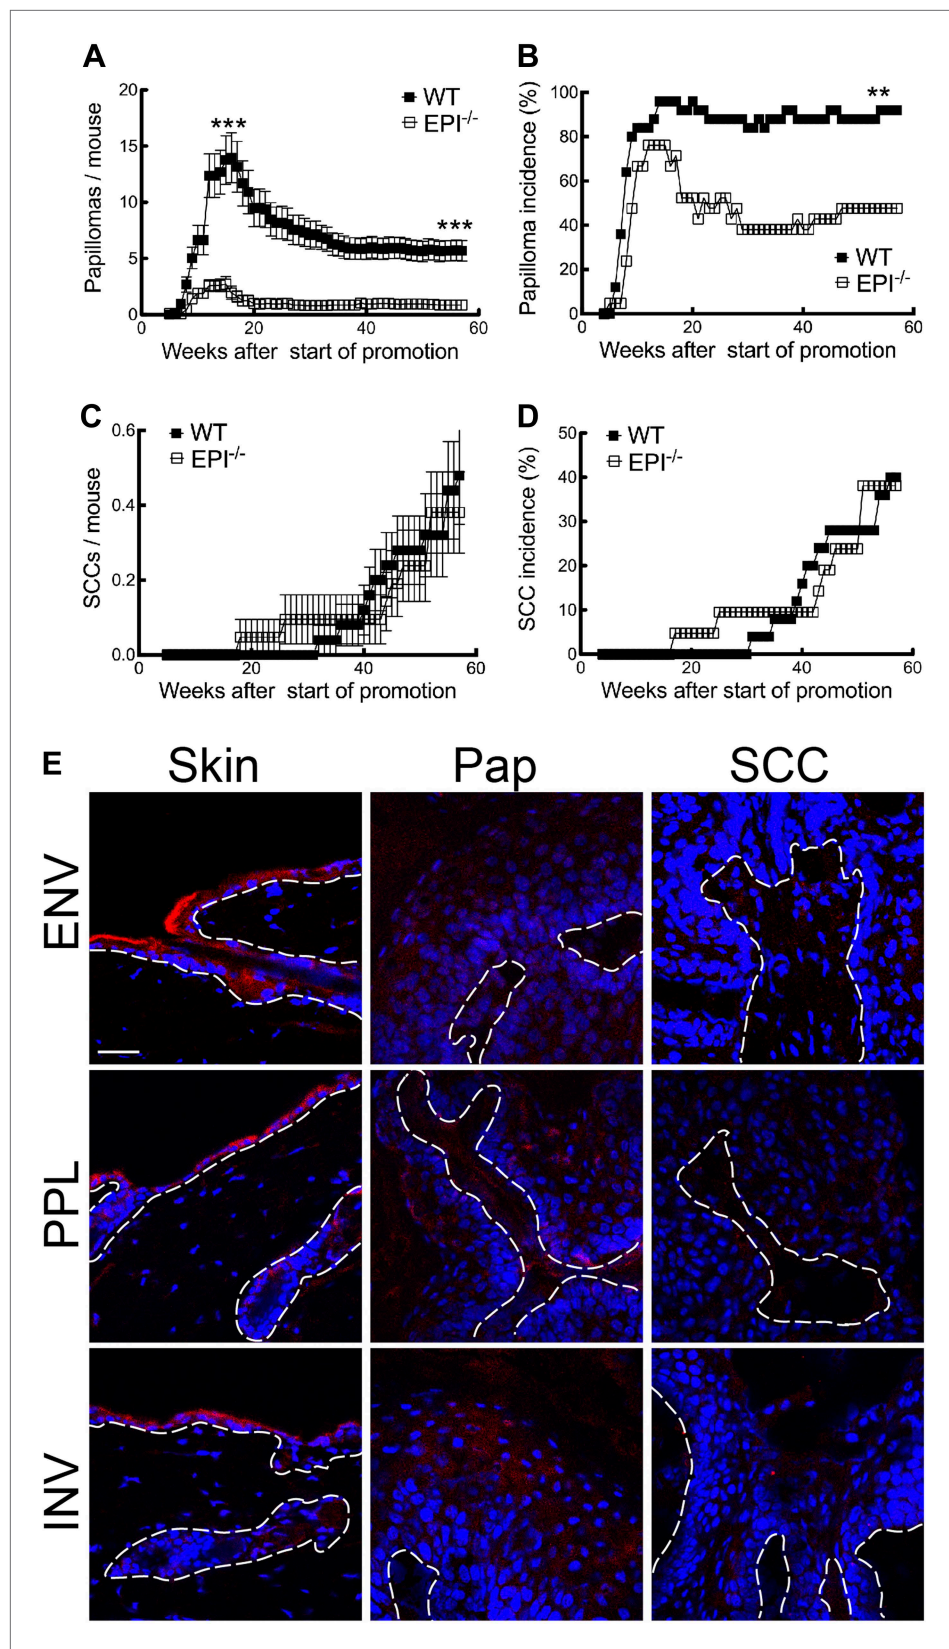 A
Papillomas / mouse
20
15
10
5
0
***
***
WT
EPI-/-
0 20 40 60
Weeks after start of promotion
B
Papilloma incidence (%)
100
80
60
40
20
0
**
WT
EPI-/-
0 20 40 60
Weeks after start of promotion
C
SCCs / mouse
0.6
0.4
0.2
0.0
WT
EPI-/-
0 20 40 60
Weeks after start of promotion
D
SCC incidence (%)
50
40
30
20
10
0
WT
EPI-/-
0 20 40 60
Weeks after start of promotion
E
Skin Pap SCC
ENV
PPL
INV